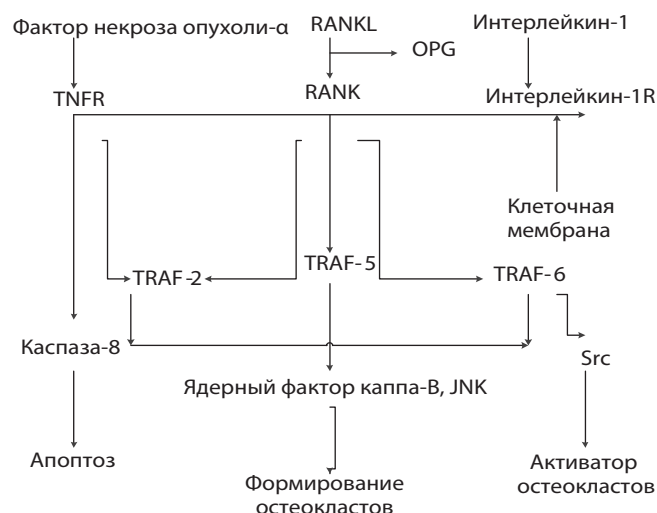 Фактор некроза опухоли-α
RANKL
Интерлейкин-1
OPG
TNFR
RANK
Интерлейкин-1R
Клеточная
мембрана
TRAF-2
TRAF-5
TRAF-6
Каспаза-8
Src
Ядерный фактор каппа-B, JNK
Апоптоз
Формирование
остеокластов
Активатор
остеокластов